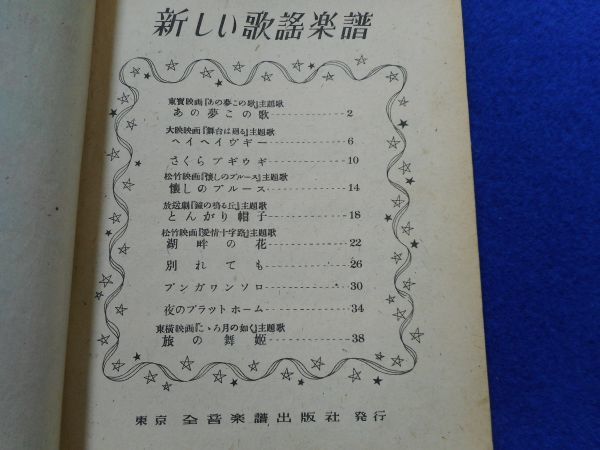 新しい歌謠楽譜
東寳映画『あの夢この歌』主題歌
あの夢この歌 2
大映映画『舞台は廻る』主題歌
ヘイヘイヴギー 6
さくらブギウギ 10
松竹映画『懐しのブルース』主題歌
懐しのブルース 14
放送劇『鐘の鳴る丘』主題歌
とんがり帽子 18
松竹映画『愛情十字路』主題歌
湖畔の花 22
別れても 26
ブンガワンソロ 30
夜のプラットホーム 34
東横映画『こゝろ月の如く』主題歌
旅の舞姫 38
東京 全音楽譜出版社 発行